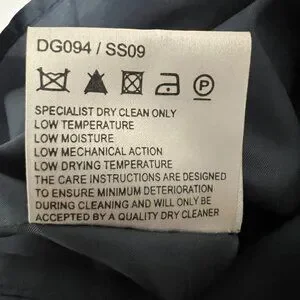 DG094 / SS09
P
SPECIALIST DRY CLEAN ONLY
LOW TEMPERATURE
LOW MOISTURE
LOW MECHANICAL ACTION
LOW DRYING TEMPERATURE
THE CARE INSTRUCTIONS ARE DESIGNED
TO ENSURE MINIMUM DETERIORATION
DURING CLEANING AND WILL ONLY BE
ACCEPTED BY A QUALITY DRY CLEANER